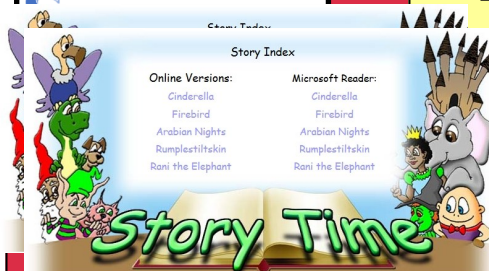 Story Index
Story Index
Online Versions:
Cinderella
Firebird
Arabian Nights
Rumplestiltskin
Rani the Elephant
Microsoft Reader:
Cinderella
Firebird
Arabian Nights
Rumplestiltskin
Rani the Elephant
Story Time